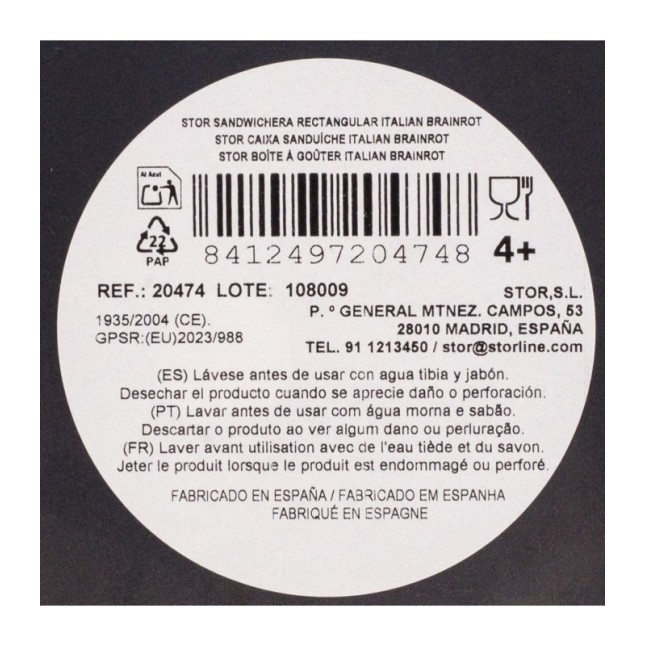 STOR SANDWICHERA RECTANGULAR ITALIAN BRAINROT
STOR CAIXA SANDUÍCHE ITALIAN BRAINROT
STOR BOÎTE À GOÛTER ITALIAN BRAINROT
Al Azul
22
PAP
8412497204748
4+
REF.: 20474 LOTE: 108009
STOR,S.L.
P. º GENERAL MTNEZ. CAMPOS, 53
28010 MADRID, ESPAÑA
TEL. 91 1213450 / stor@storline.com
1935/2004 (CE).
GPSR:(EU)2023/988
(ES) Lávese antes de usar con agua tibia y jabón.
Desechar el producto cuando se aprecie daño o perforación.
(PT) Lavar antes de usar com água morna e sabão.
Descartar o produto ao ver algum dano ou perluração.
(FR) Laver avant utilisation avec de l'eau tiède et du savon.
Jeter le produit lorsque le produit est endommagé ou perforé.
FABRICADO EN ESPAÑA / FABRICADO EM ESPANHA
FABRIQUÉ EN ESPAGNE